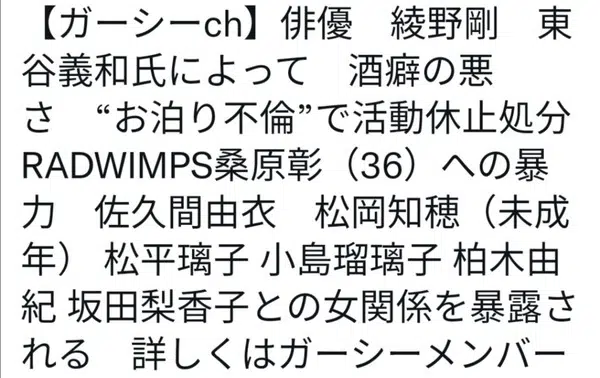 【ガーシーch】俳優　綾野剛　東
谷義和氏によって　酒癖の悪
さ　“お泊り不倫”で活動休止処分
RADWIMPS桑原彰（36）への暴
力　佐久間由衣　松岡知穂（未成
年） 松平璃子 小島瑠璃子 柏木由
紀 坂田梨香子との女関係を暴露さ
れる　詳しくはガーシーメンバー